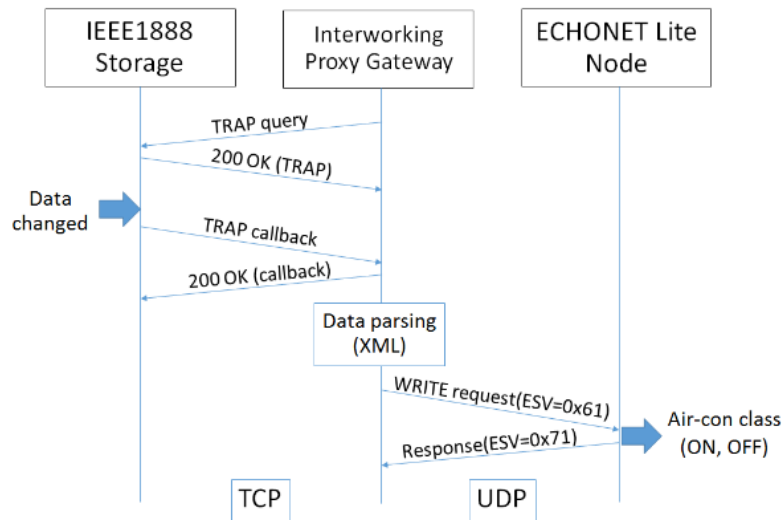 IEEE1888
Storage
Interworking
Proxy Gateway
ECHONET Lite
Node
TRAP query
200 OK (TRAP)
Data
changed
TRAP callback
200 OK (callback)
Data parsing
(XML)
WRITE request(ESV=0x61)
Air-con class
(ON, OFF)
Response(ESV=0x71)
TCP
UDP